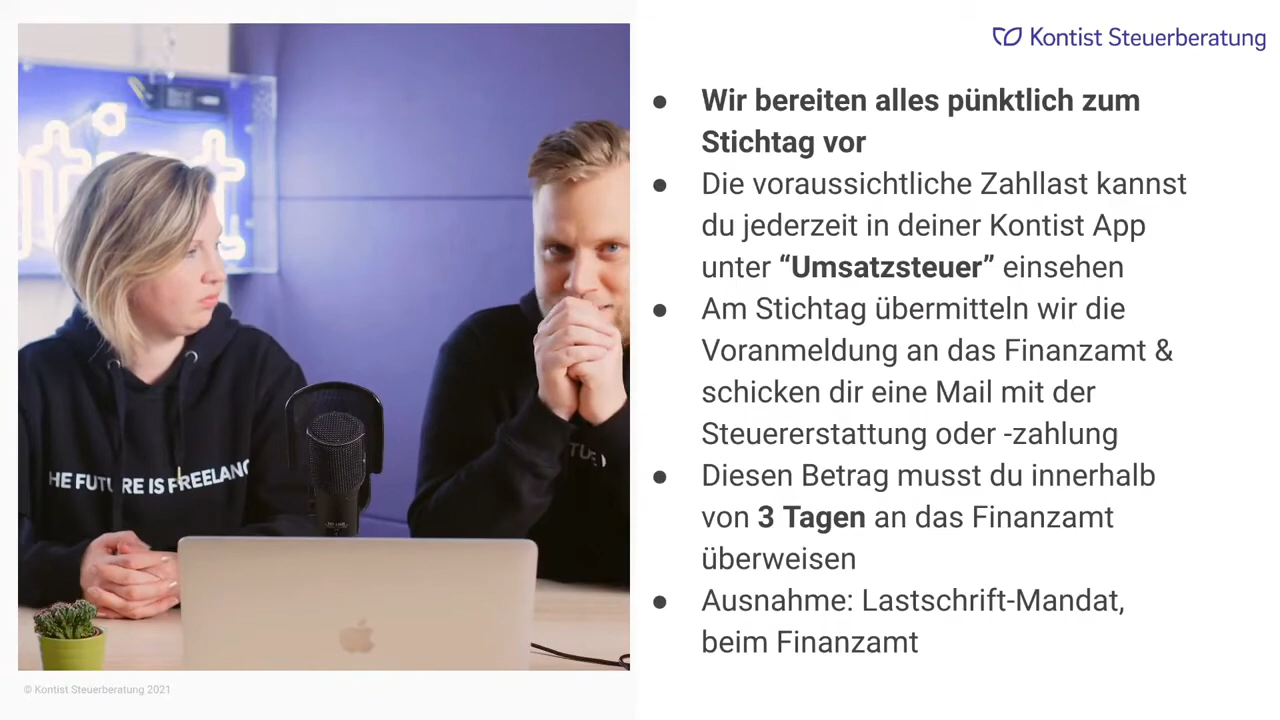 Kontist Steuerberatung
HE FUTURE IS FREELANC
● Wir bereiten alles pünktlich zum
Stichtag vor
● Die voraussichtliche Zahllast kannst
du jederzeit in deiner Kontist App
unter “Umsatzsteuer” einsehen
● Am Stichtag übermitteln wir die
Voranmeldung an das Finanzamt &
schicken dir eine Mail mit der
Steuererstattung oder -zahlung
● Diesen Betrag musst du innerhalb
von 3 Tagen an das Finanzamt
überweisen
● Ausnahme: Lastschrift-Mandat,
beim Finanzamt
© Kontist Steuerberatung 2021